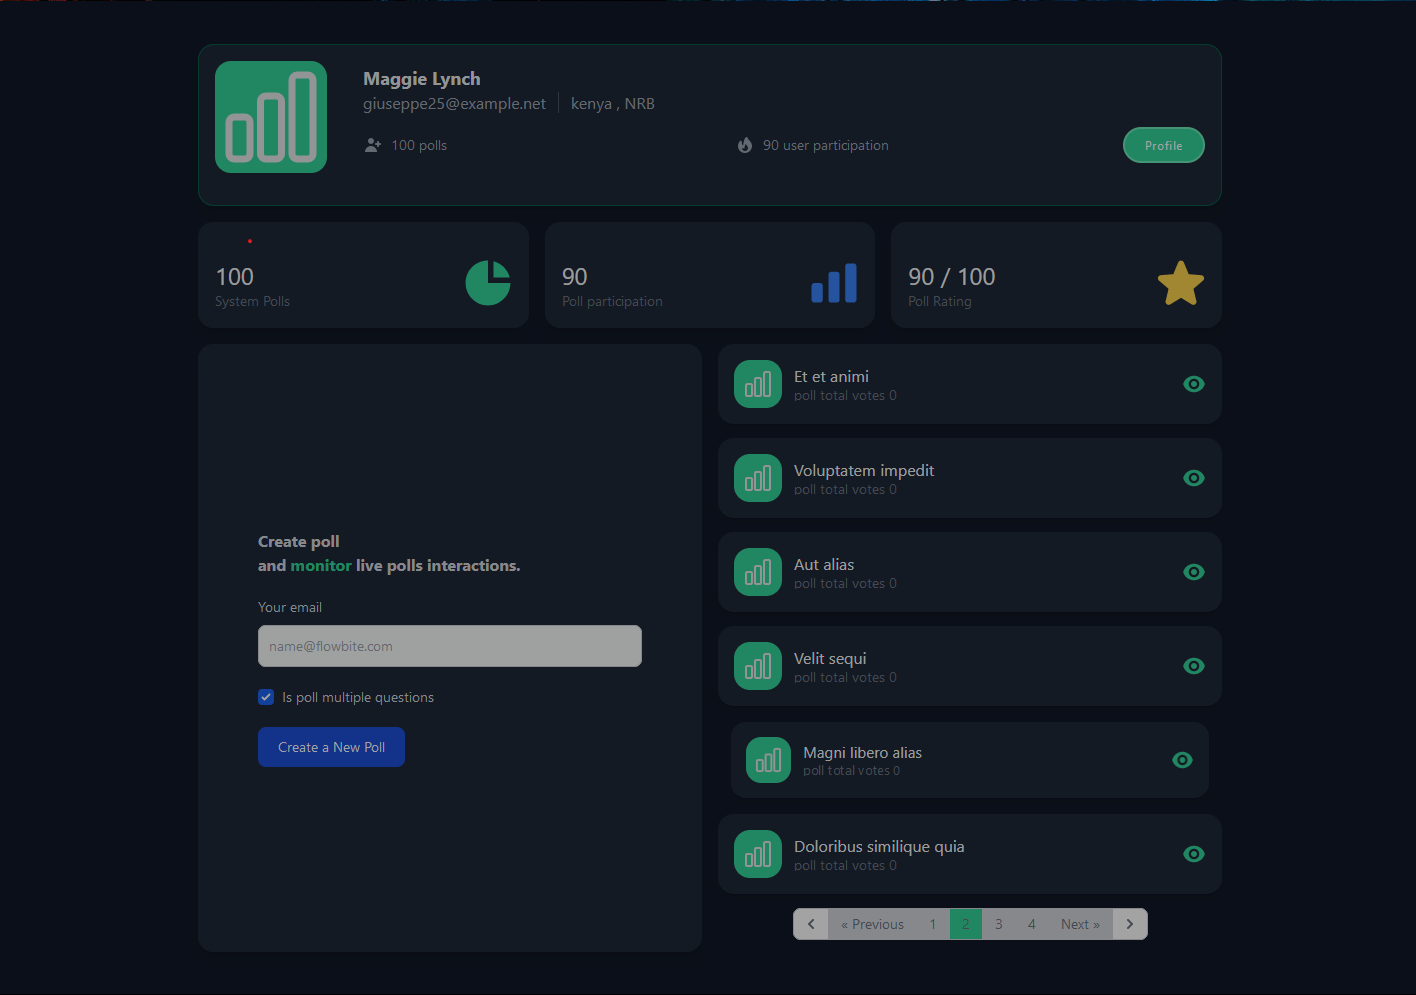 Maggie Lynch
giuseppe25@example.net kenya , NRB
100 polls 90 user participation Profile
100
System Polls
90
Poll participation
90 / 100
Poll Rating
Create poll
and monitor live polls interactions.
Your email
name@flowbite.com
Is poll multiple questions
Create a New Poll
Et et animi
poll total votes 0
Voluptatem impedit
poll total votes 0
Aut alias
poll total votes 0
Velit sequi
poll total votes 0
Magni libero alias
poll total votes 0
Doloribus similique quia
poll total votes 0
« Previous 1 2 3 4 Next »